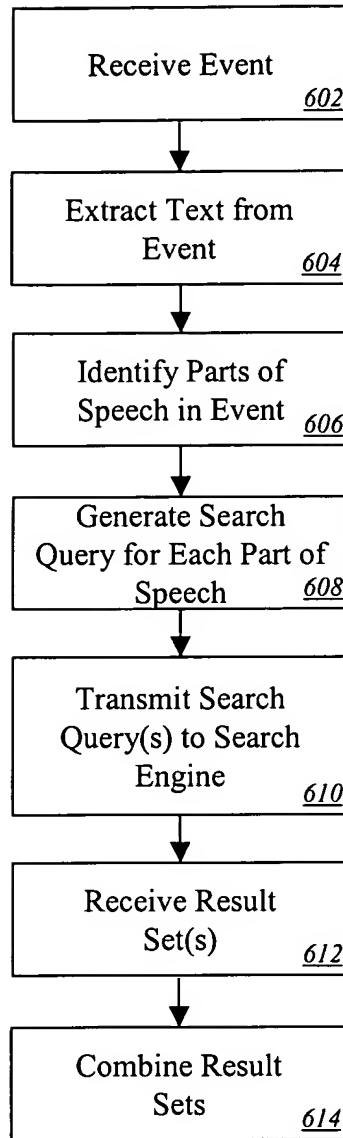 Receive Event
602
Extract Text from
Event
604
Identify Parts of
Speech in Event
606
Generate Search
Query for Each Part of
Speech
608
Transmit Search
Query(s) to Search
Engine
610
Receive Result
Set(s)
612
Combine Result
Sets
614